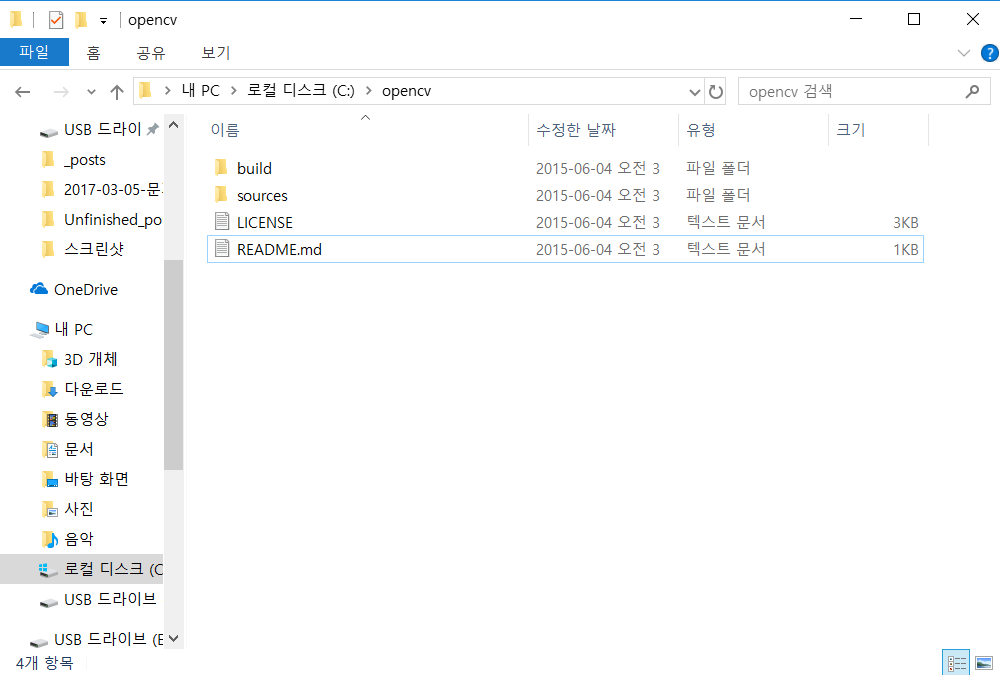 opencv
파일 홈 공유 보기
내 PC 로컬 디스크 (C:) opencv
opencv 검색
이름 수정한 날짜 유형 크기
build 2015-06-04 오전 3 파일 폴더
sources 2015-06-04 오전 3 파일 폴더
LICENSE 2015-06-04 오전 3 텍스트 문서 3KB
README.md 2015-06-04 오전 3 텍스트 문서 1KB
USB 드라이
_posts
2017-03-05-문
Unfinished_po
스크린샷
OneDrive
내 PC
3D 개체
다운로드
동영상
문서
바탕 화면
사진
음악
로컬 디스크 (C
USB 드라이브
USB 드라이브 (E
4개 항목